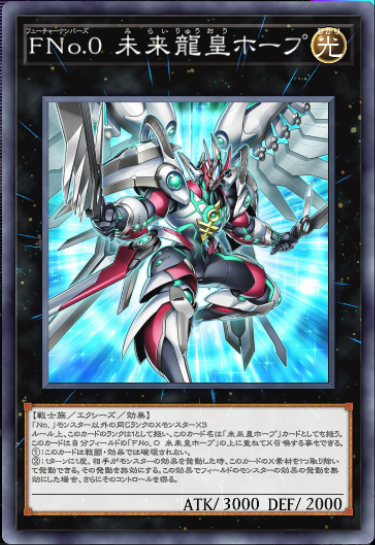 フューチャーナンバーズ みらいりゅうおう ひかり
FNo.0 未来龍皇ホープ 光
【戦士族/エクシーズ/効果】
「No.」モンスター以外の同じランクのXモンスター×3
ルール上、このカードのランクは1として扱い、このカード名は「未来皇ホープ」カードとしても扱う。
このカードは自分フィールドの「FNo.0 未来皇ホープ」の上に重ねてX召喚する事もできる。
①:このカードは戦闘・効果では破壊されない。
②:1ターンに1度、相手がモンスターの効果を発動した時、このカードのX素材を1つ取り除い
て発動できる。その発動を無効にする。この効果でフィールドのモンスターの効果の発動を無
効にした場合、さらにそのコントロールを得る。
ATK/3000 DEF/2000